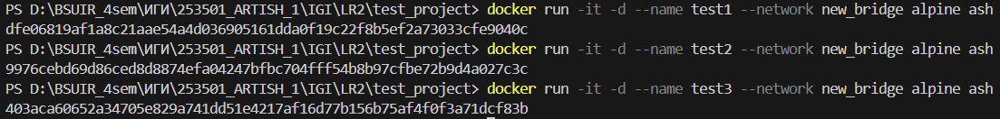 PS D:\BSUIR_4sem\ИГИ\253501_ARTISH_1\IGI\LR2\test_project> docker run -it -d --name test1 --network new_bridge alpine ash
dfe06819af1a8c21aae54a4d036905161dda0f19c22f8b5ef2a73033cfe9040c
PS D:\BSUIR_4sem\ИГИ\253501_ARTISH_1\IGI\LR2\test_project> docker run -it -d --name test2 --network new_bridge alpine ash
9976cebd69d86ced8d8874efa04247bfbc704fff54b8b97cfbe72b9d4a027c3c
PS D:\BSUIR_4sem\ИГИ\253501_ARTISH_1\IGI\LR2\test_project> docker run -it -d --name test3 --network new_bridge alpine ash
403aca60652a34705e829a741dd51e4217af16d77b156b75af4f0f3a71dcf83b